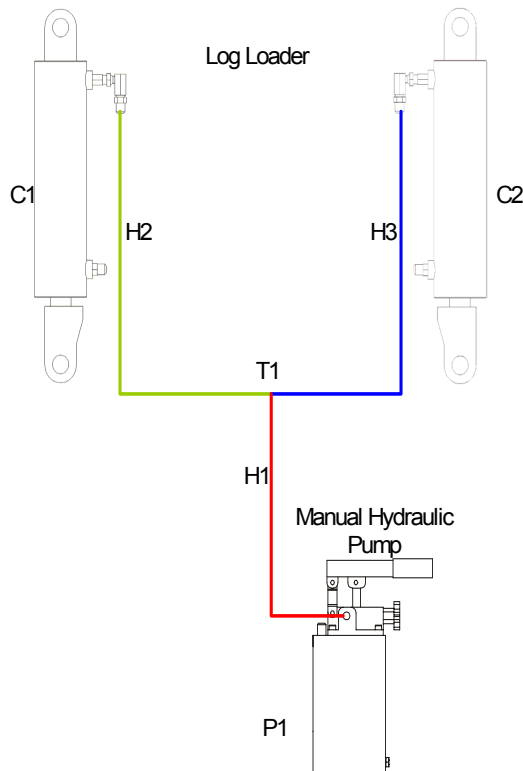 Log Loader
C1
C2
H2
H3
T1
H1
Manual Hydraulic
Pump
P1